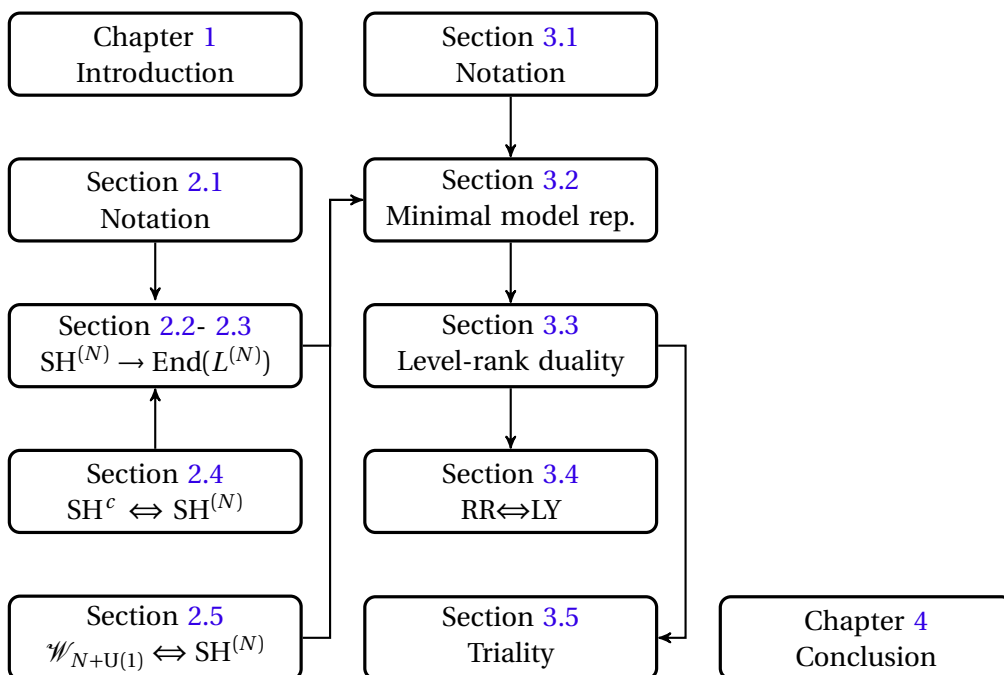 Chapter 1
Introduction
Section 2.1
Notation
Section 2.2- 2.3
SH^(N) → End(L^(N))
Section 2.4
SH^c ⇔ SH^(N)
Section 2.5
𝒲_{N+U(1)} ⇔ SH^(N)
Section 3.1
Notation
Section 3.2
Minimal model rep.
Section 3.3
Level-rank duality
Section 3.4
RR⇔LY
Section 3.5
Triality
Chapter 4
Conclusion